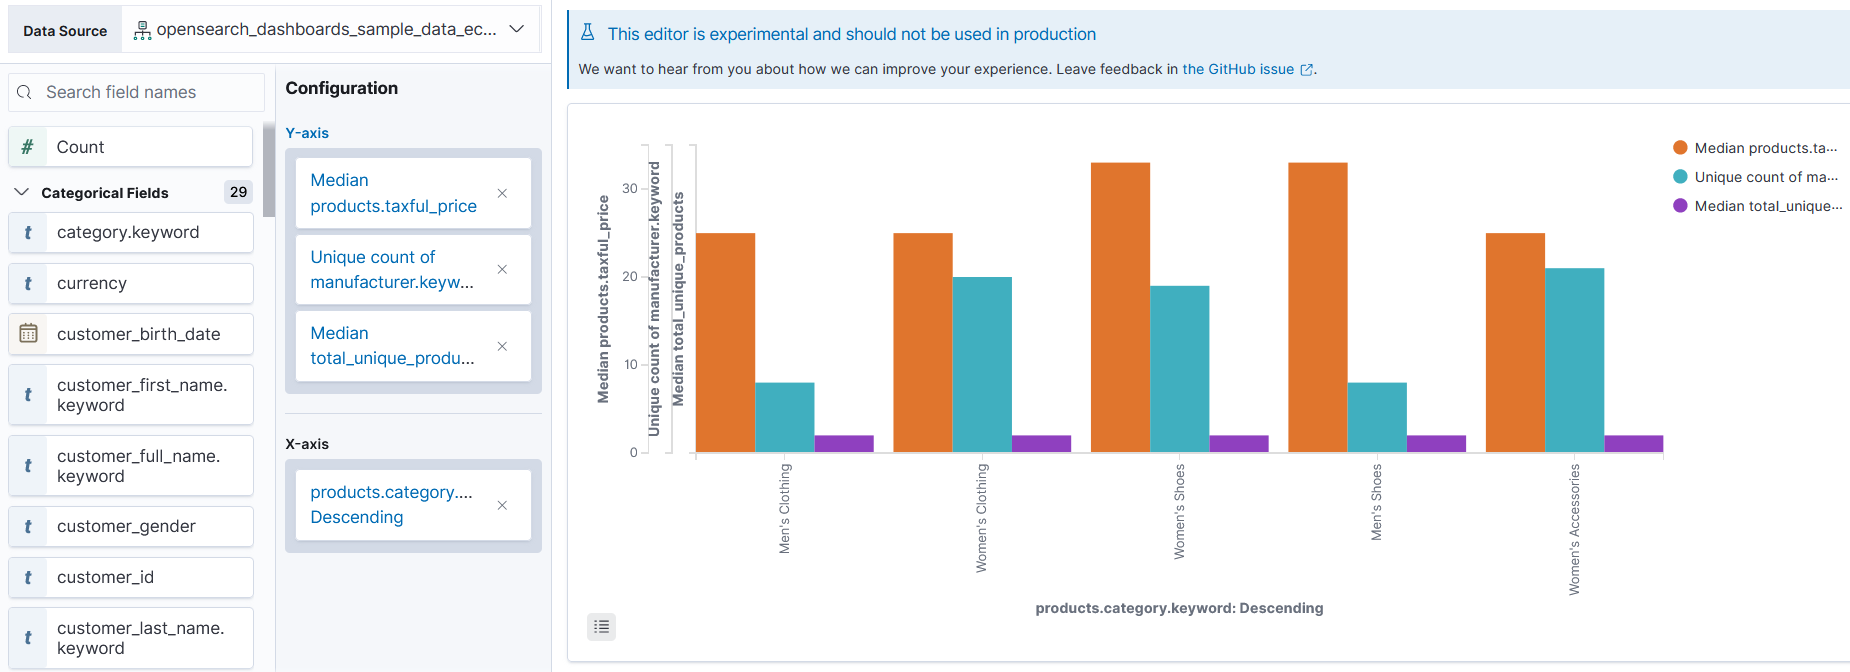 Data Source
opensearch_dashboards_sample_data_ec...
Search field names
# Count
Categorical Fields 29
t category.keyword
t currency
customer_birth_date
t customer_first_name.
keyword
t customer_full_name.
keyword
t customer_gender
t customer_id
t customer_last_name.
keyword
Configuration
Y-axis
Median
products.taxful_price
Unique count of
manufacturer.keyw...
Median
total_unique_produ...
X-axis
products.category....
Descending
This editor is experimental and should not be used in production
We want to hear from you about how we can improve your experience. Leave feedback in the GitHub issue.
Median products.taxful_price
Unique count of manufacturer.keyword
Median total_unique_products
30
20
10
0
Men's Clothing
Women's Clothing
Women's Shoes
Men's Shoes
Women's Accessories
products.category.keyword: Descending
Median products.ta...
Unique count of ma...
Median total_unique...